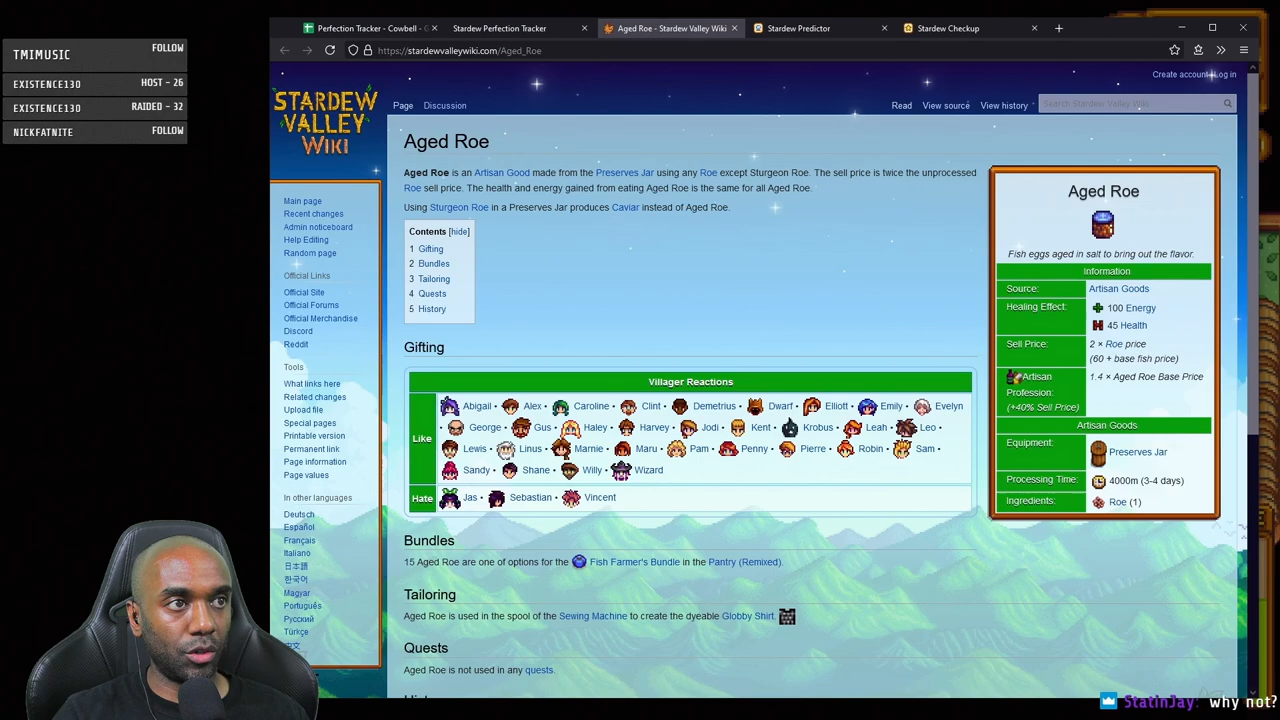 TMIMUSIC FOLLOW
EXISTENCE130 HOST - 26
EXISTENCE130 RAIDED - 32
NICKFATNITE FOLLOW
Perfection Tracker - Cowbell - G
Stardew Perfection Tracker
Aged Roe - Stardew Valley Wiki
Stardew Predictor
Stardew Checkup
https://stardewvalleywiki.com/Aged_Roe
Create account Log in
STARDEW VALLEY WiKi
Page Discussion Read View source View history Search Stardew Valley Wiki
Main page
Recent changes
Admin noticeboard
Help Editing
Random page
Official Links
Official Site
Official Forums
Official Merchandise
Discord
Reddit
Tools
What links here
Related changes
Upload file
Special pages
Printable version
Permanent link
Page information
Page values
In other languages
Deutsch
Español
Français
Italiano
日本語
한국어
Magyar
Português
Русский
Türkçe
中文
Aged Roe
Aged Roe is an Artisan Good made from the Preserves Jar using any Roe except Sturgeon Roe. The sell price is twice the unprocessed
Roe sell price. The health and energy gained from eating Aged Roe is the same for all Aged Roe.
Using Sturgeon Roe in a Preserves Jar produces Caviar instead of Aged Roe.
Contents [hide]
1 Gifting
2 Bundles
3 Tailoring
4 Quests
5 History
Gifting
Villager Reactions
Like
Abigail • Alex • Caroline • Clint • Demetrius • Dwarf • Elliott • Emily • Evelyn
• George • Gus • Haley • Harvey • Jodi • Kent • Krobus • Leah • Leo •
Lewis • Linus • Marnie • Maru • Pam • Penny • Pierre • Robin • Sam •
Sandy • Shane • Willy • Wizard
Hate Jas • Sebastian • Vincent
Bundles
15 Aged Roe are one of options for the Fish Farmer's Bundle in the Pantry (Remixed).
Tailoring
Aged Roe is used in the spool of the Sewing Machine to create the dyeable Globby Shirt.
Quests
Aged Roe is not used in any quests.
Aged Roe
Fish eggs aged in salt to bring out the flavor.
Information
Source: Artisan Goods
Healing Effect: 100 Energy
45 Health
Sell Price: 2 × Roe price
(60 + base fish price)
Artisan Profession: (+40% Sell Price) 1.4 × Aged Roe Base Price
Artisan Goods
Equipment: Preserves Jar
Processing Time: 4000m (3-4 days)
Ingredients: Roe (1)
StatinJay: why not?